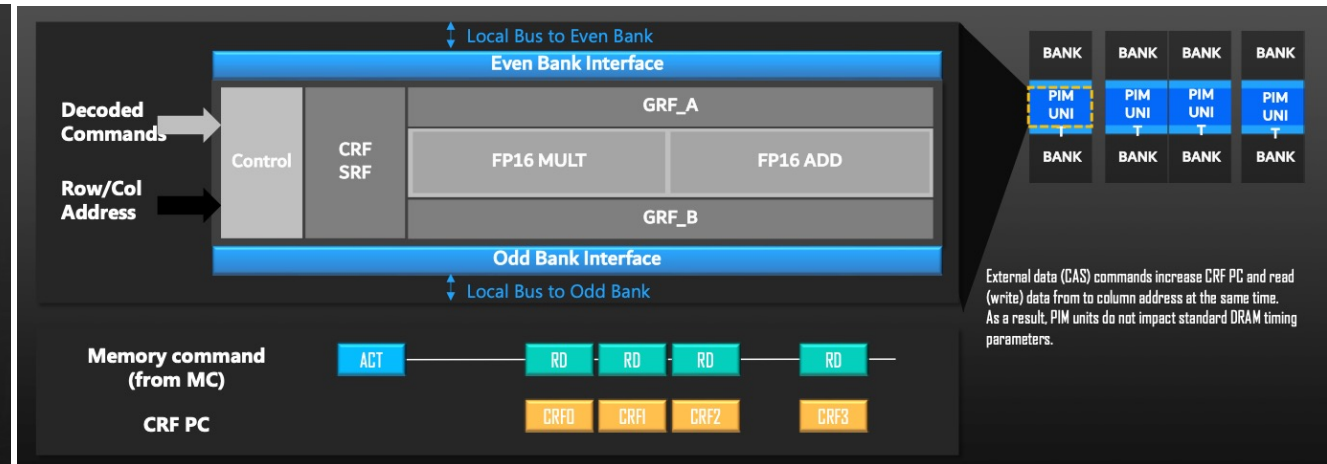 Local Bus to Even Bank
Even Bank Interface
Decoded
Commands
Row/Col
Address
Control
CRF
SRF
GRF_A
FP16 MULT
FP16 ADD
GRF_B
Odd Bank Interface
Local Bus to Odd Bank
BANK BANK BANK BANK
PIM PIM PIM PIM
UNI UNI UNI UNI
T T T T
BANK BANK BANK BANK
External data (CAS) commands increase CRF PC and read
(write) data from to column address at the same time.
As a result, PIM units do not impact standard DRAM timing
parameters.
Memory command
(from MC)
ACT RD RD RD RD
CRF PC
CRF0 CRF1 CRF2 CRF3